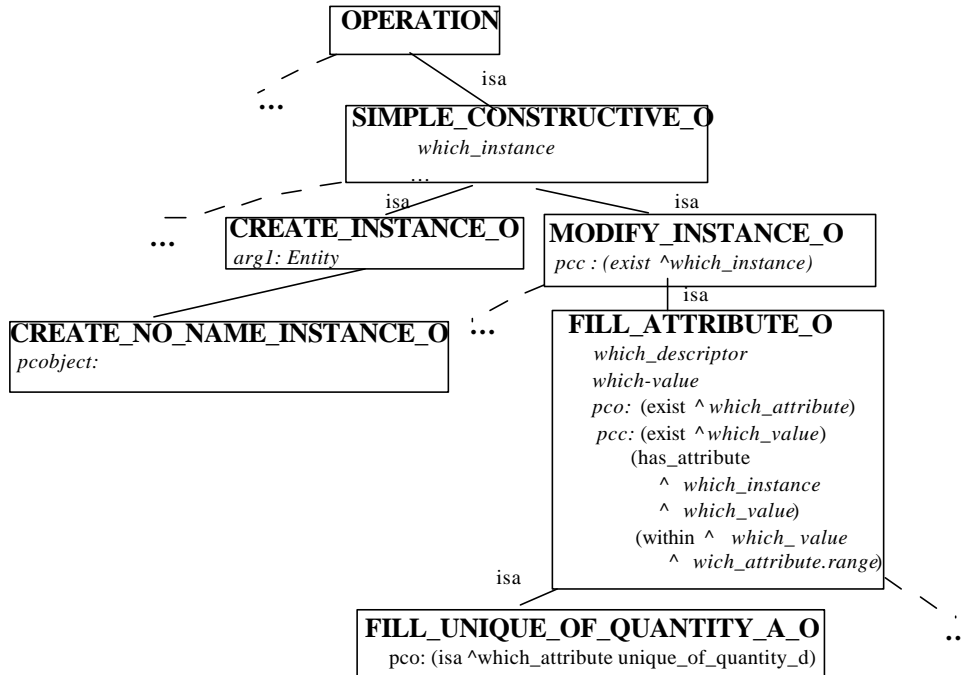 OPERATION
isa
...
SIMPLE_CONSTRUCTIVE_O
which_instance
...
isa
isa
...
CREATE_INSTANCE_O
arg1: Entity
MODIFY_INSTANCE_O
pcc : (exist ^which_instance)
isa
CREATE_NO_NAME_INSTANCE_O
pcobject:
...
FILL_ATTRIBUTE_O
which_descriptor
which-value
pco: (exist ^ which_attribute)
pcc: (exist ^ which_value)
(has_attribute
^ which_instance
^ which_value)
(within ^ which_ value
^ wich_attribute.range)
isa
..
FILL_UNIQUE_OF_QUANTITY_A_O
pco: (isa ^which_attribute unique_of_quantity_d)